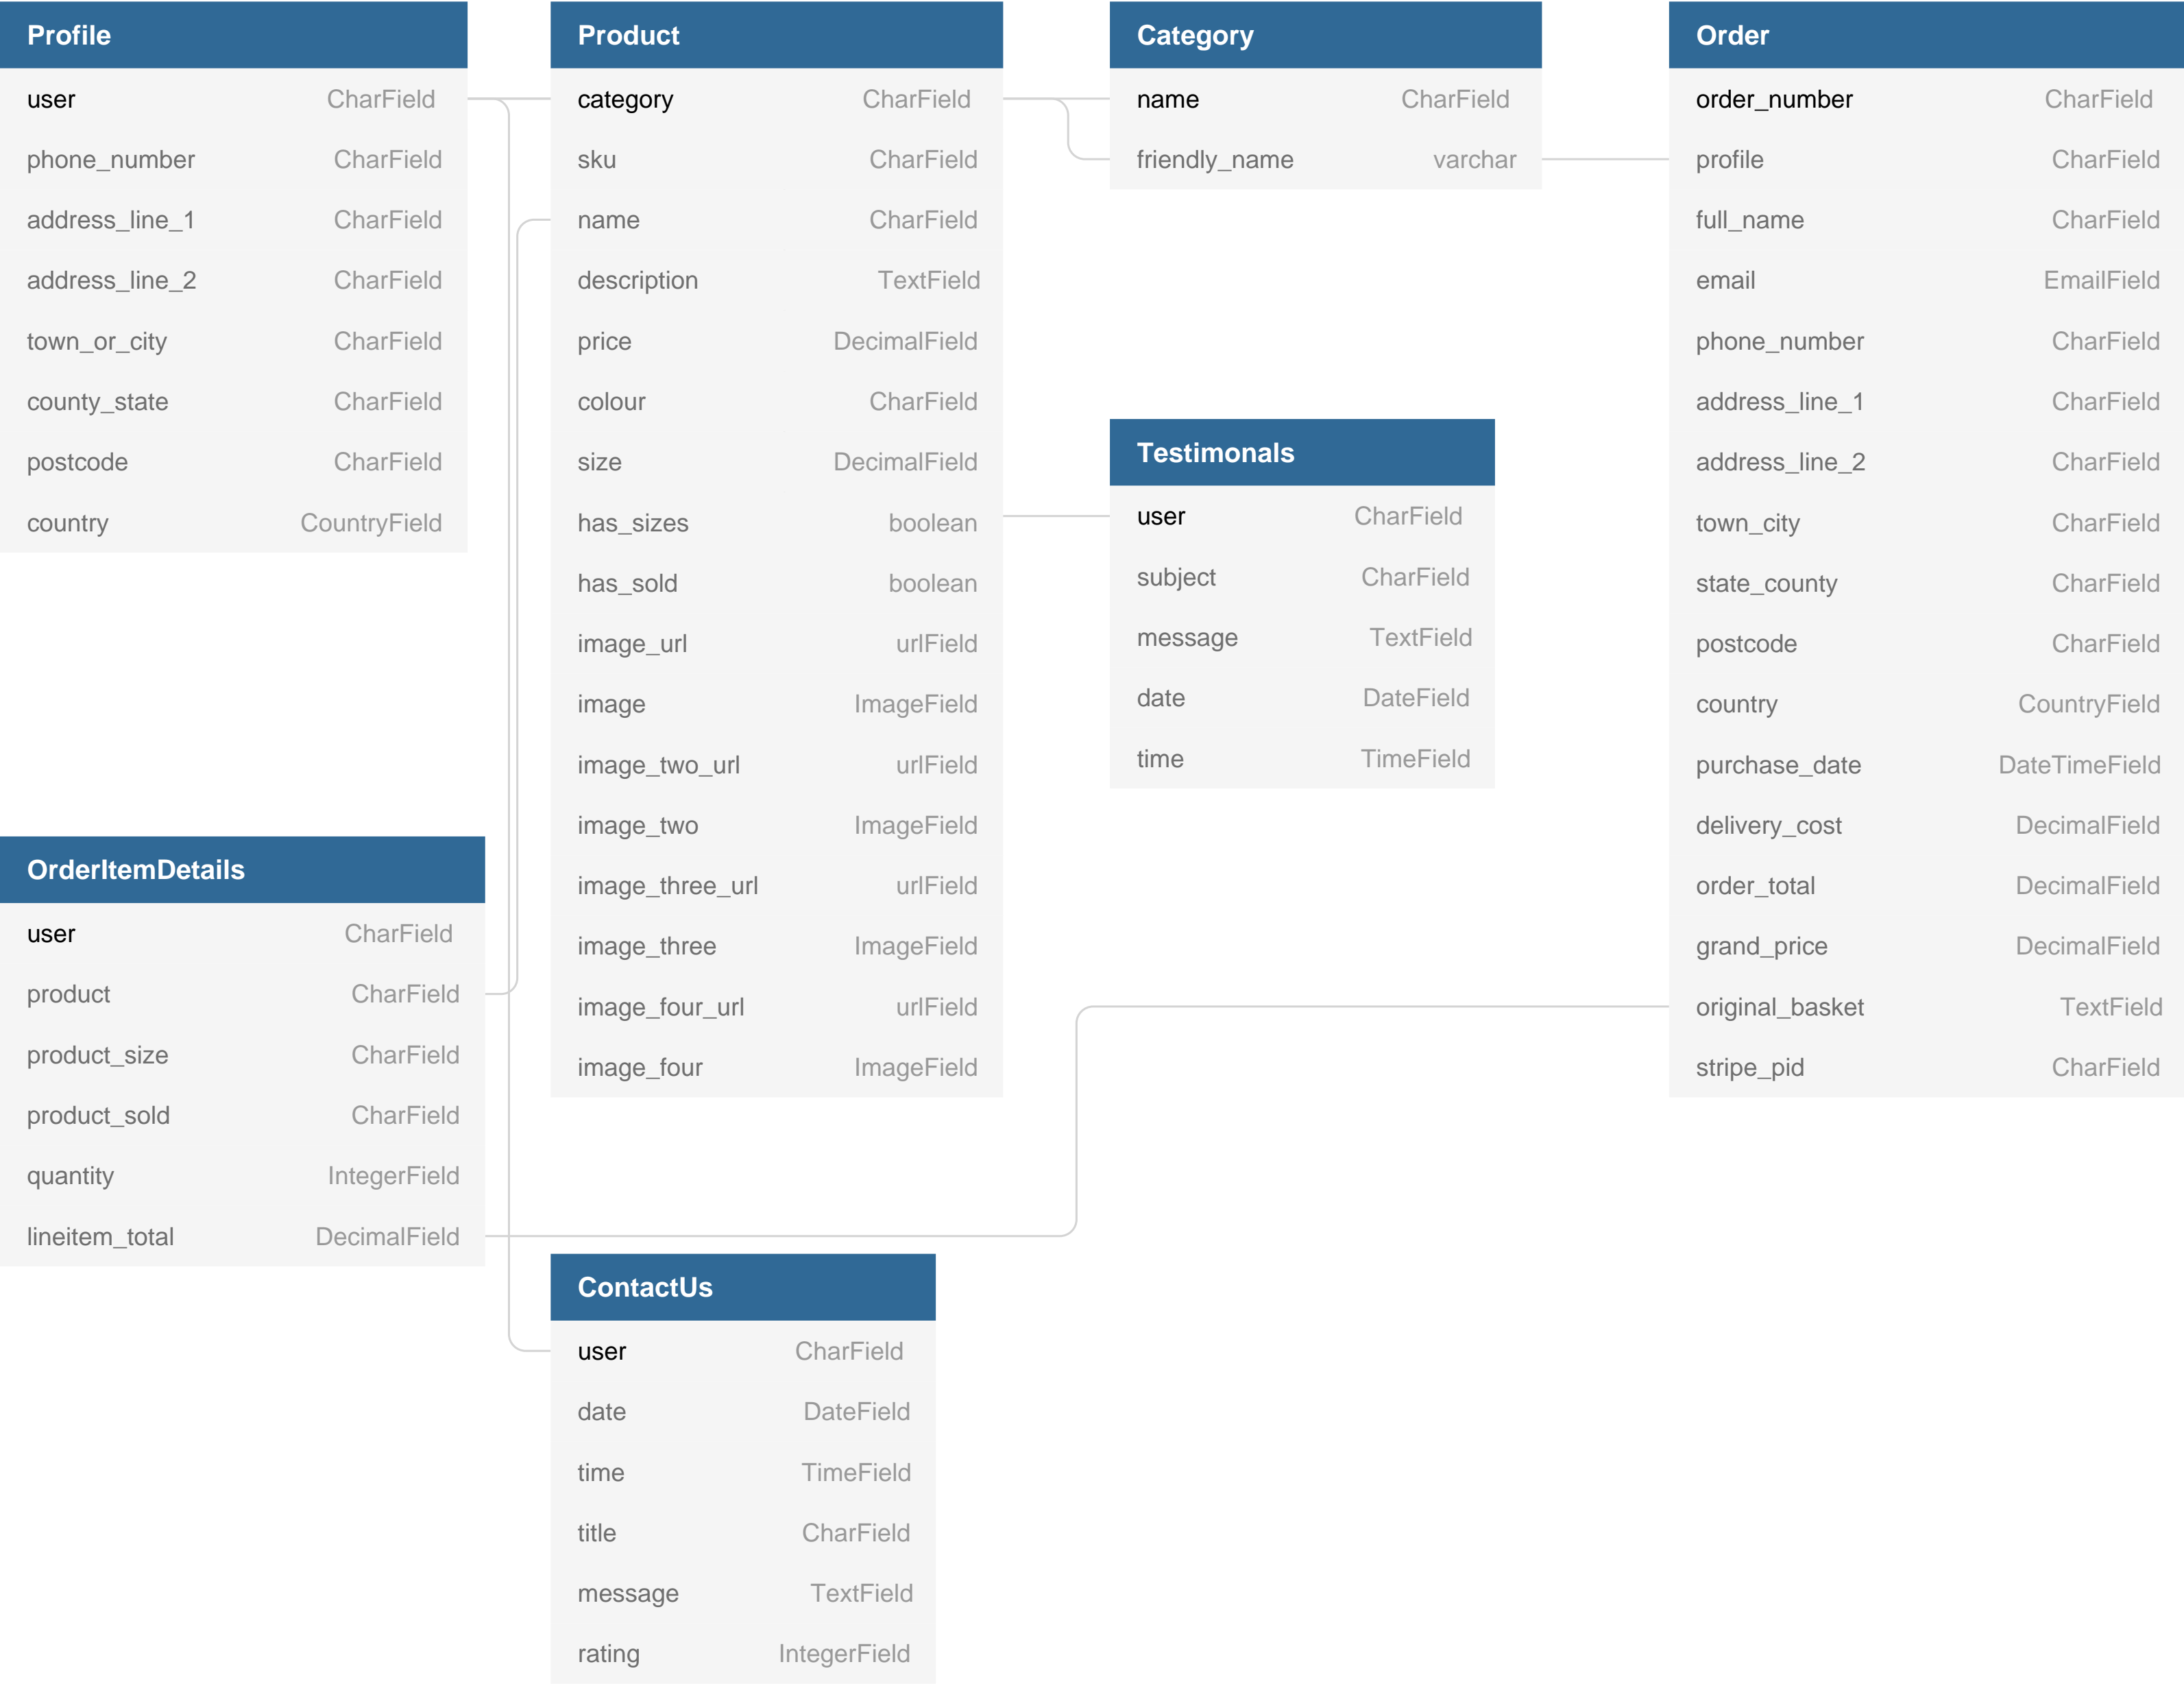 Profile
user CharField
phone_number CharField
address_line_1 CharField
address_line_2 CharField
town_or_city CharField
county_state CharField
postcode CharField
country CountryField
Product
category CharField
sku CharField
name CharField
description TextField
price DecimalField
colour CharField
size DecimalField
has_sizes boolean
has_sold boolean
image_url urlField
image ImageField
image_two_url urlField
image_two ImageField
image_three_url urlField
image_three ImageField
image_four_url urlField
image_four ImageField
Category
name CharField
friendly_name varchar
Order
order_number CharField
profile CharField
full_name CharField
email EmailField
phone_number CharField
address_line_1 CharField
address_line_2 CharField
town_city CharField
state_county CharField
postcode CharField
country CountryField
purchase_date DateTimeField
delivery_cost DecimalField
order_total DecimalField
grand_price DecimalField
original_basket TextField
stripe_pid CharField
Testimonals
user CharField
subject CharField
message TextField
date DateField
time TimeField
OrderItemDetails
user CharField
product CharField
product_size CharField
product_sold CharField
quantity IntegerField
lineitem_total DecimalField
ContactUs
user CharField
date DateField
time TimeField
title CharField
message TextField
rating IntegerField